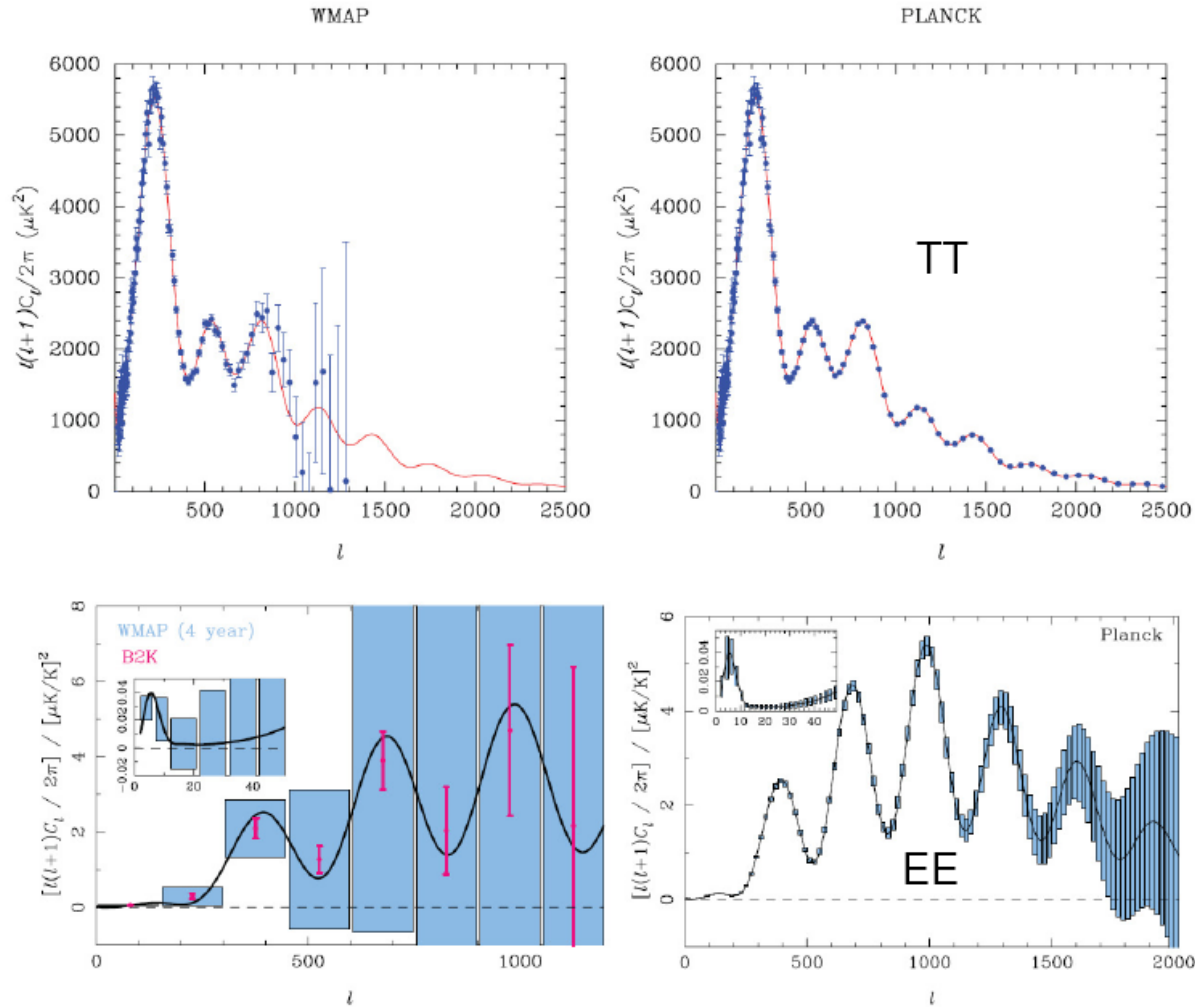 WMAP
PLANCK
6000
5000
4000
3000
2000
1000
0
ℓ(ℓ+1)Cℓ/2π (μK²)
500 1000 1500 2000 2500
ℓ
6000
5000
4000
3000
2000
1000
0
ℓ(ℓ+1)Cℓ/2π (μK²)
TT
500 1000 1500 2000 2500
ℓ
8
6
4
2
0
[ℓ(ℓ+1)Cℓ / 2π] / [μK/K]²
WMAP (4 year)
B2K
0.04
0.02
0
−0.02
0 20 40
0 500 1000
ℓ
6
4
2
0
[ℓ(ℓ+1)Cℓ / 2π] / [μK/K]²
Planck
0.04
0.02
0
0 10 20 30 40
EE
0 500 1000 1500 2000
ℓ